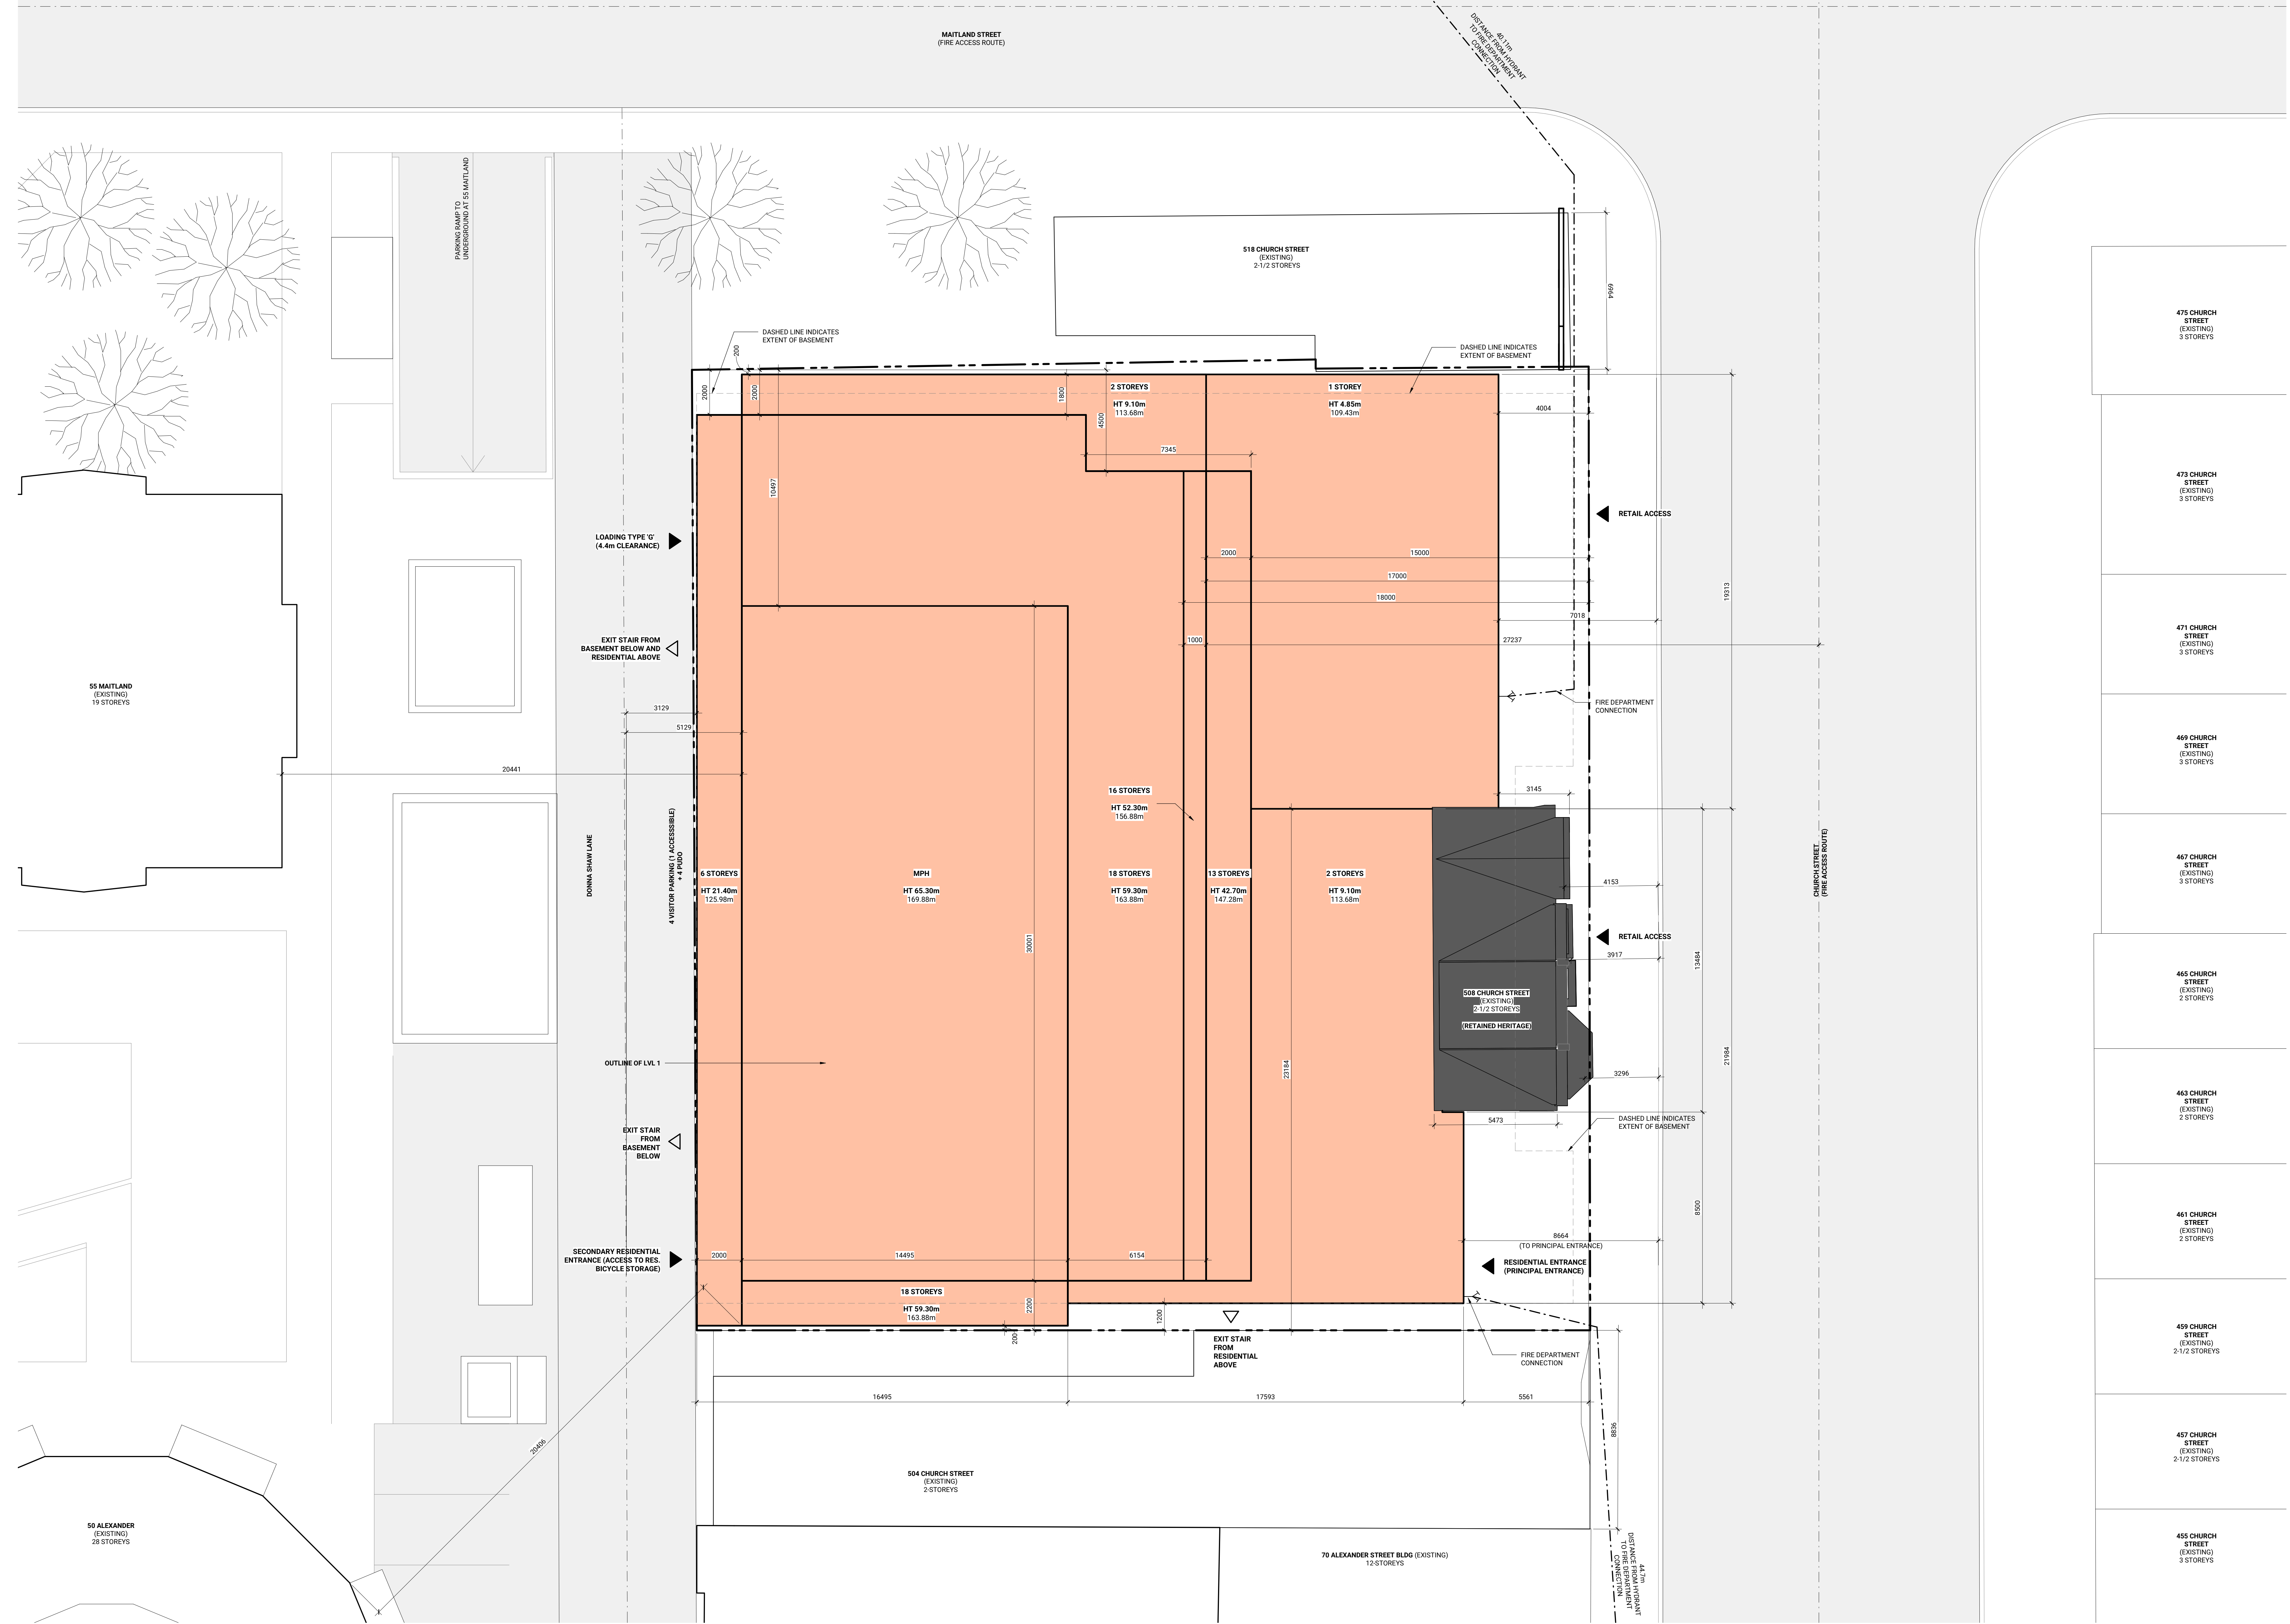 MAITLAND STREET
(FIRE ACCESS ROUTE)
40.11m
DISTANCE FROM HYDRANT
TO FIRE DEPARTMENT
CONNECTION
PARKING RAMP TO
UNDERGROUND AT 55 MAITLAND
518 CHURCH STREET
(EXISTING)
2-1/2 STOREYS
6964
DASHED LINE INDICATES
EXTENT OF BASEMENT
DASHED LINE INDICATES
EXTENT OF BASEMENT
200
2000
2000
1800
4500
2 STOREYS
HT 9.10m
113.68m
1 STOREY
HT 4.85m
109.43m
4004
7345
10497
LOADING TYPE 'G'
(4.4m CLEARANCE)
RETAIL ACCESS
2000
15000
17000
18000
7018
1000
27237
19313
EXIT STAIR FROM
BASEMENT BELOW AND
RESIDENTIAL ABOVE
55 MAITLAND
(EXISTING)
19 STOREYS
3129
5129
20441
FIRE DEPARTMENT
CONNECTION
16 STOREYS
HT 52.30m
156.88m
3145
DONNA SHAW LANE
4 VISITOR PARKING (1 ACCESSSIBLE)
+ 4 PUDO
CHURCH STREET
(FIRE ACCESS ROUTE)
6 STOREYS
HT 21.40m
125.98m
MPH
HT 65.30m
169.88m
18 STOREYS
HT 59.30m
163.88m
13 STOREYS
HT 42.70m
147.28m
2 STOREYS
HT 9.10m
113.68m
4153
RETAIL ACCESS
3917
30001
13484
508 CHURCH STREET
(EXISTING)
2-1/2 STOREYS
(RETAINED HERITAGE)
OUTLINE OF LVL 1
23184
21984
3296
5473
DASHED LINE INDICATES
EXTENT OF BASEMENT
EXIT STAIR
FROM
BASEMENT
BELOW
8500
8664
(TO PRINCIPAL ENTRANCE)
SECONDARY RESIDENTIAL
ENTRANCE (ACCESS TO RES.
BICYCLE STORAGE)
2000
14495
6154
RESIDENTIAL ENTRANCE
(PRINCIPAL ENTRANCE)
18 STOREYS
HT 59.30m
163.88m
2200
1200
200
EXIT STAIR
FROM
RESIDENTIAL
ABOVE
FIRE DEPARTMENT
CONNECTION
16495
17593
5561
8836
20406
504 CHURCH STREET
(EXISTING)
2-STOREYS
50 ALEXANDER
(EXISTING)
28 STOREYS
70 ALEXANDER STREET BLDG (EXISTING)
12-STOREYS
44.7m
DISTANCE FROM HYDRANT
TO FIRE DEPARTMENT
CONNECTION
475 CHURCH
STREET
(EXISTING)
3 STOREYS
473 CHURCH
STREET
(EXISTING)
3 STOREYS
471 CHURCH
STREET
(EXISTING)
3 STOREYS
469 CHURCH
STREET
(EXISTING)
3 STOREYS
467 CHURCH
STREET
(EXISTING)
3 STOREYS
465 CHURCH
STREET
(EXISTING)
2 STOREYS
463 CHURCH
STREET
(EXISTING)
2 STOREYS
461 CHURCH
STREET
(EXISTING)
2 STOREYS
459 CHURCH
STREET
(EXISTING)
2-1/2 STOREYS
457 CHURCH
STREET
(EXISTING)
2-1/2 STOREYS
455 CHURCH
STREET
(EXISTING)
3 STOREYS